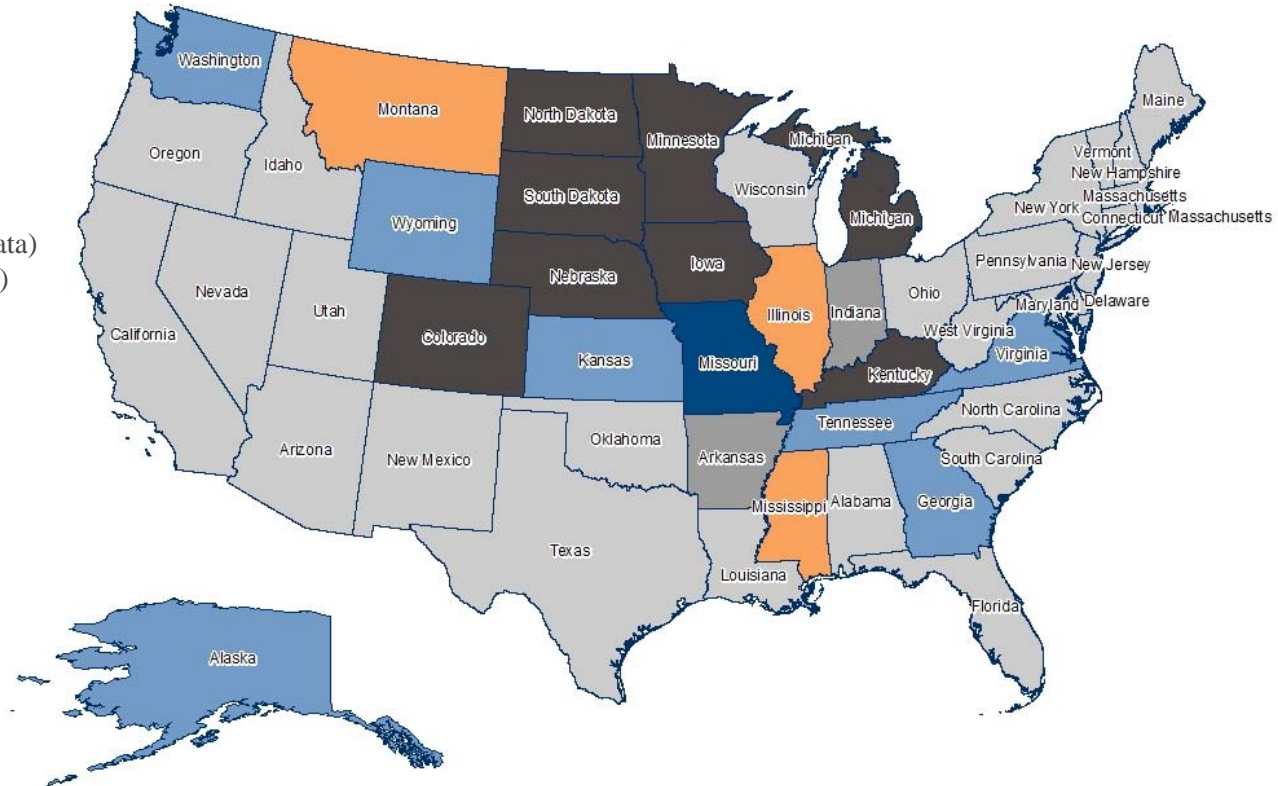 Washington
Montana
North Dakota
Minnesota
Michigan
Maine
Oregon
Idaho
Vermont
New Hampshire
South Dakota
Wisconsin
Massachusetts
New York
Connecticut Massachusetts
Wyoming
Michigan
ata)
)
Nebraska
Iowa
Pennsylvania
New Jersey
Nevada
Utah
Illinois
Indiana
Ohio
Maryland
Delaware
California
Colorado
Kansas
Missouri
West Virginia
Virginia
Kentucky
North Carolina
Tennessee
Oklahoma
Arizona
New Mexico
Arkansas
South Carolina
Mississippi
Alabama
Georgia
Texas
Louisiana
Florida
Alaska